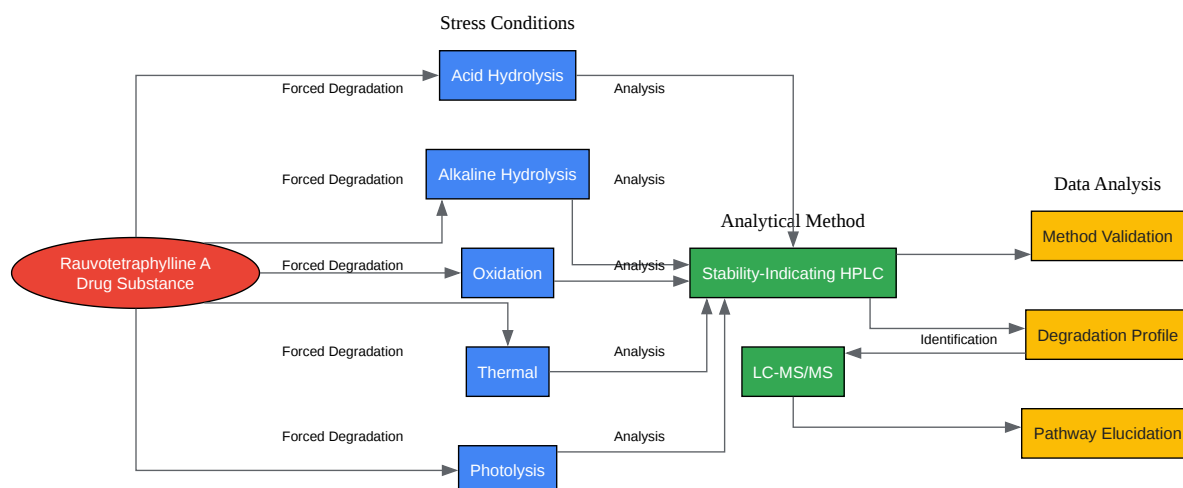 Stress Conditions
Acid Hydrolysis
Forced Degradation
Analysis
Alkaline Hydrolysis
Forced Degradation
Analysis
Data Analysis
Analytical Method
Method Validation
Rauvotetraphylline A
Drug Substance
Forced Degradation
Oxidation
Analysis
Stability-Indicating HPLC
Degradation Profile
Identification
Forced Degradation
Thermal
Analysis
LC-MS/MS
Pathway Elucidation
Forced Degradation
Analysis
Photolysis